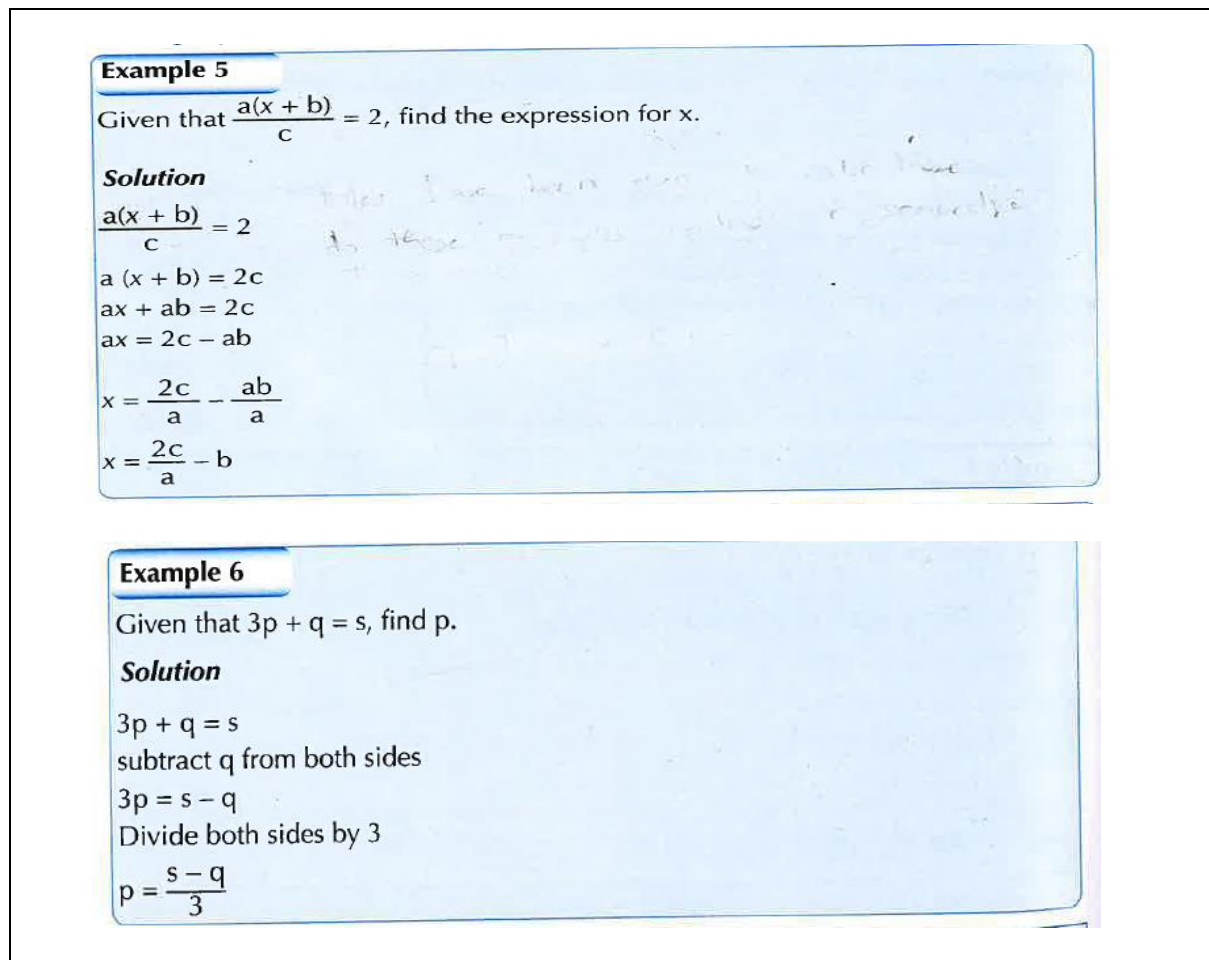 Example 5
Given that a(x + b)/c = 2, find the expression for x.
Solution
a(x + b)/c = 2
a (x + b) = 2c
ax + ab = 2c
ax = 2c – ab
x = 2c/a – ab/a
x = 2c/a – b
Example 6
Given that 3p + q = s, find p.
Solution
3p + q = s
subtract q from both sides
3p = s – q
Divide both sides by 3
p = s – q/3